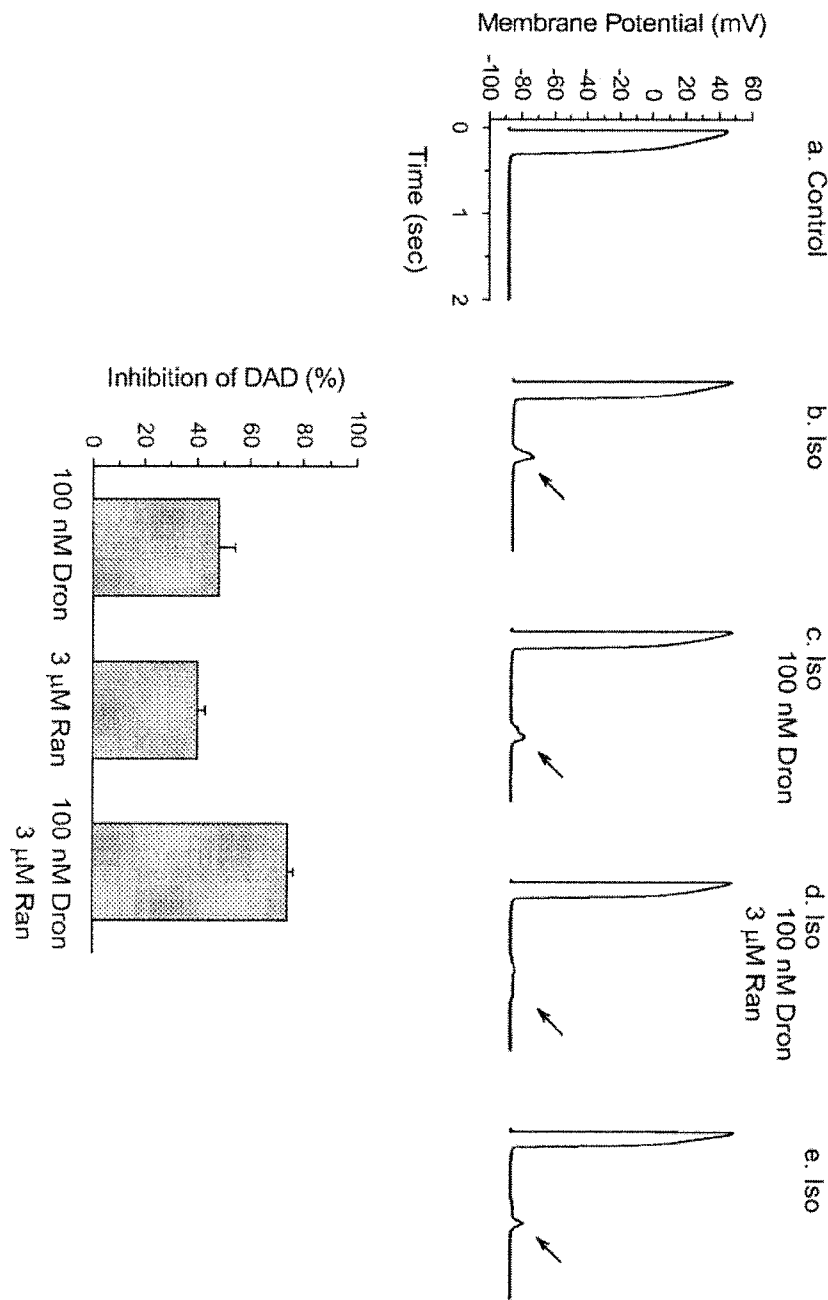 a. Control
b. Iso
c. Iso
100 nM Dron
d. Iso
100 nM Dron
3 μM Ran
e. Iso
Membrane Potential (mV)
60
40
20
0
-20
-40
-60
-80
-100
0
1
2
Time (sec)
Inhibition of DAD (%)
100
80
60
40
20
0
100 nM Dron
3 μM Ran
100 nM Dron
3 μM Ran